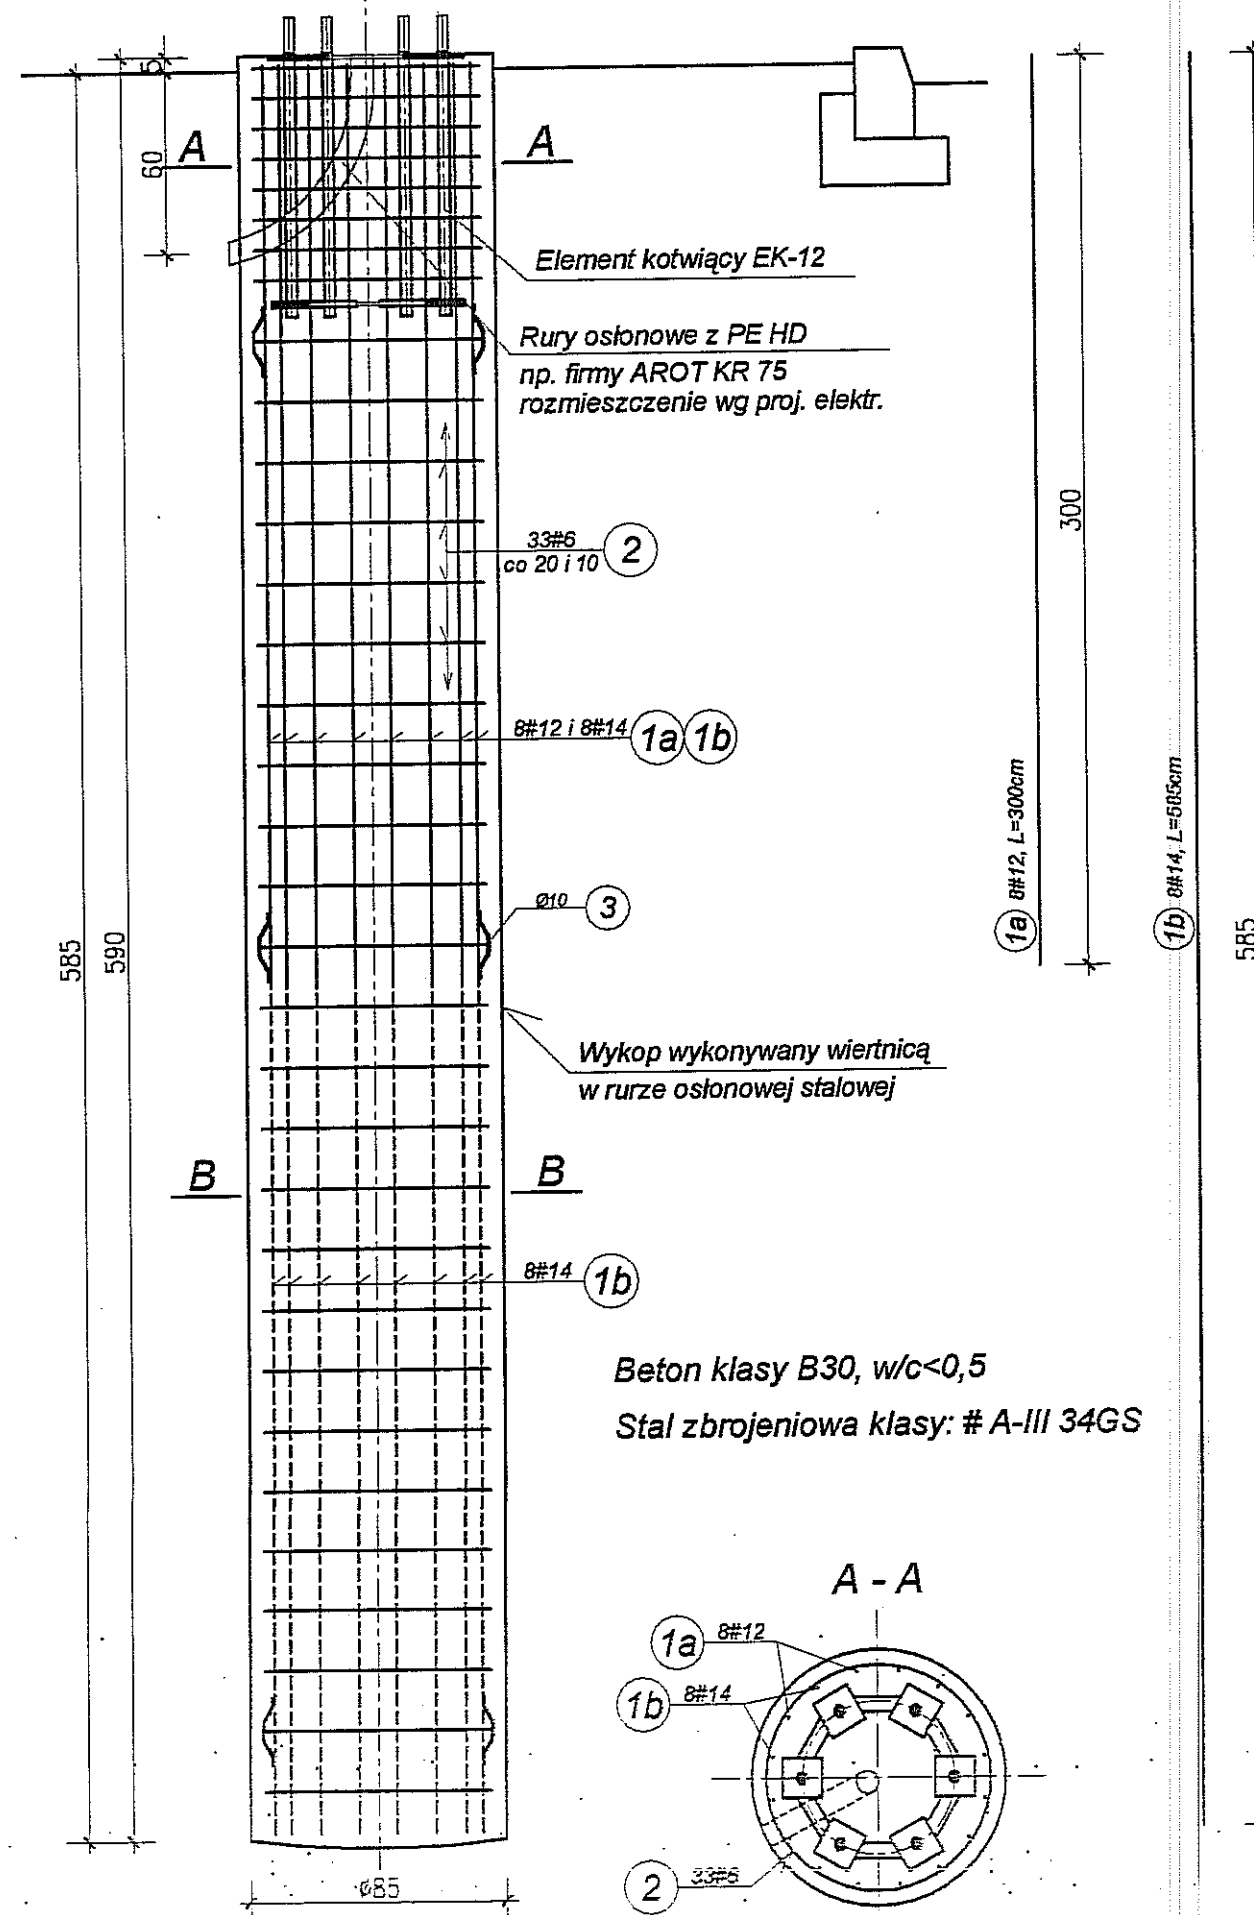 5
60
A
A
Element kotwiący EK-12
Rury osłonowe z PE HD
np. firmy AROT KR 75
rozmieszczenie wg proj. elektr.
300
33#6
co 20 i 10
2
8#12 i 8#14
1a
1b
1a 8#12, L=300cm
1b 8#14, L=585cm
Ø10
3
585
590
585
Wykop wykonywany wiertnicą
w rurze osłonowej stalowej
B
B
8#14
1b
Beton klasy B30, w/c<0,5
Stal zbrojeniowa klasy: # A-III 34GS
A - A
1a
8#12
1b
8#14
2
33#6
Ø85